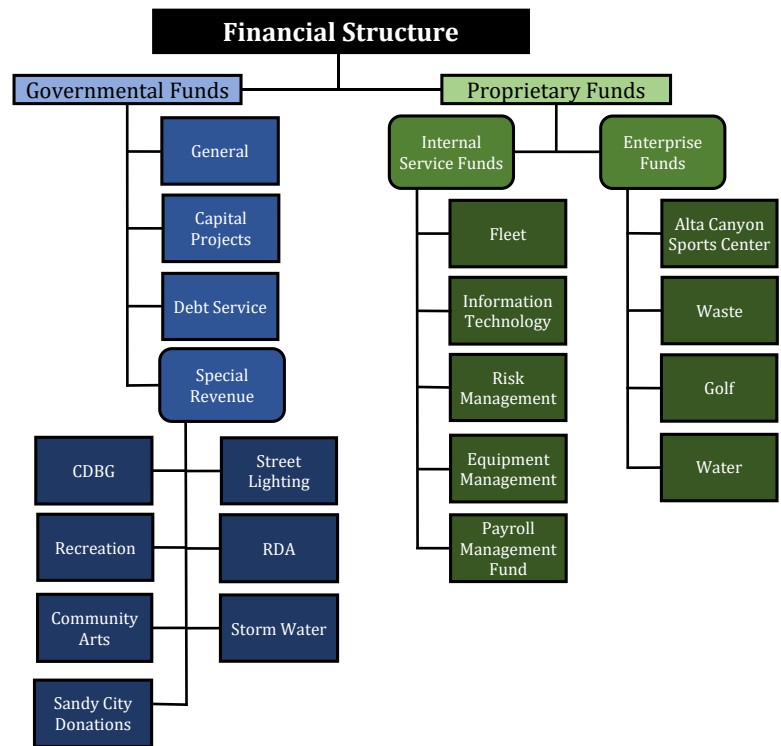 Financial Structure
Governmental Funds
Proprietary Funds
General
Capital
Projects
Debt Service
Special
Revenue
CDBG
Street
Lighting
Recreation
RDA
Community
Arts
Storm Water
Sandy City
Donations
Internal
Service Funds
Fleet
Information
Technology
Risk
Management
Equipment
Management
Payroll
Management
Fund
Enterprise
Funds
Alta Canyon
Sports Center
Waste
Golf
Water